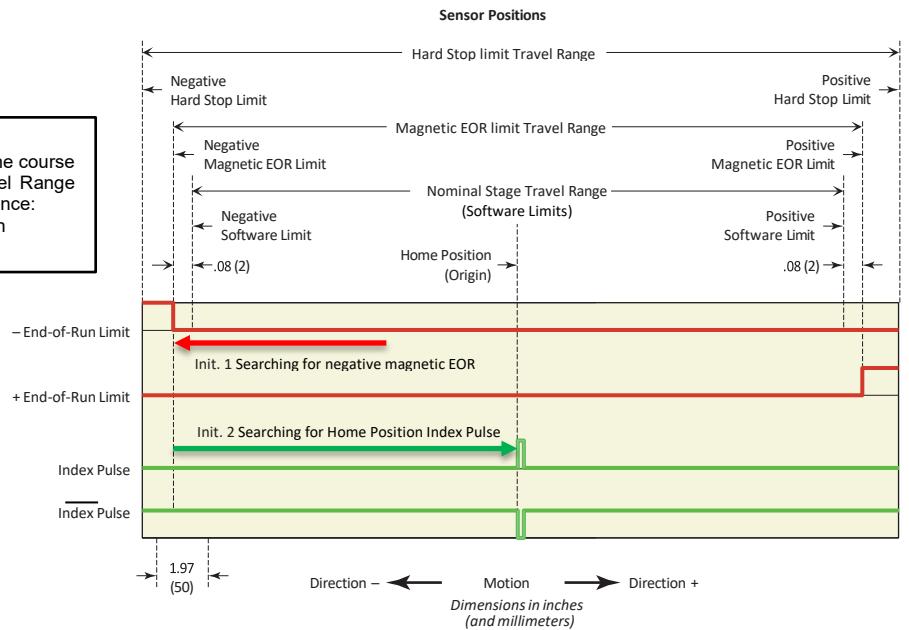 Sensor Positions
Hard Stop limit Travel Range
Negative
Hard Stop Limit
Positive
Hard Stop Limit
Magnetic EOR limit Travel Range
Negative
Magnetic EOR Limit
Positive
Magnetic EOR Limit
course
Range
Nominal Stage Travel Range
(Software Limits)
Negative
Software Limit
Positive
Software Limit
.08 (2)
Home Position
(Origin)
.08 (2)
– End-of-Run Limit
Init. 1 Searching for negative magnetic EOR
+ End-of-Run Limit
Init. 2 Searching for Home Position Index Pulse
Index Pulse
Index Pulse
1.97
(50)
Direction – Motion Direction +
Dimensions in inches
(and millimeters)